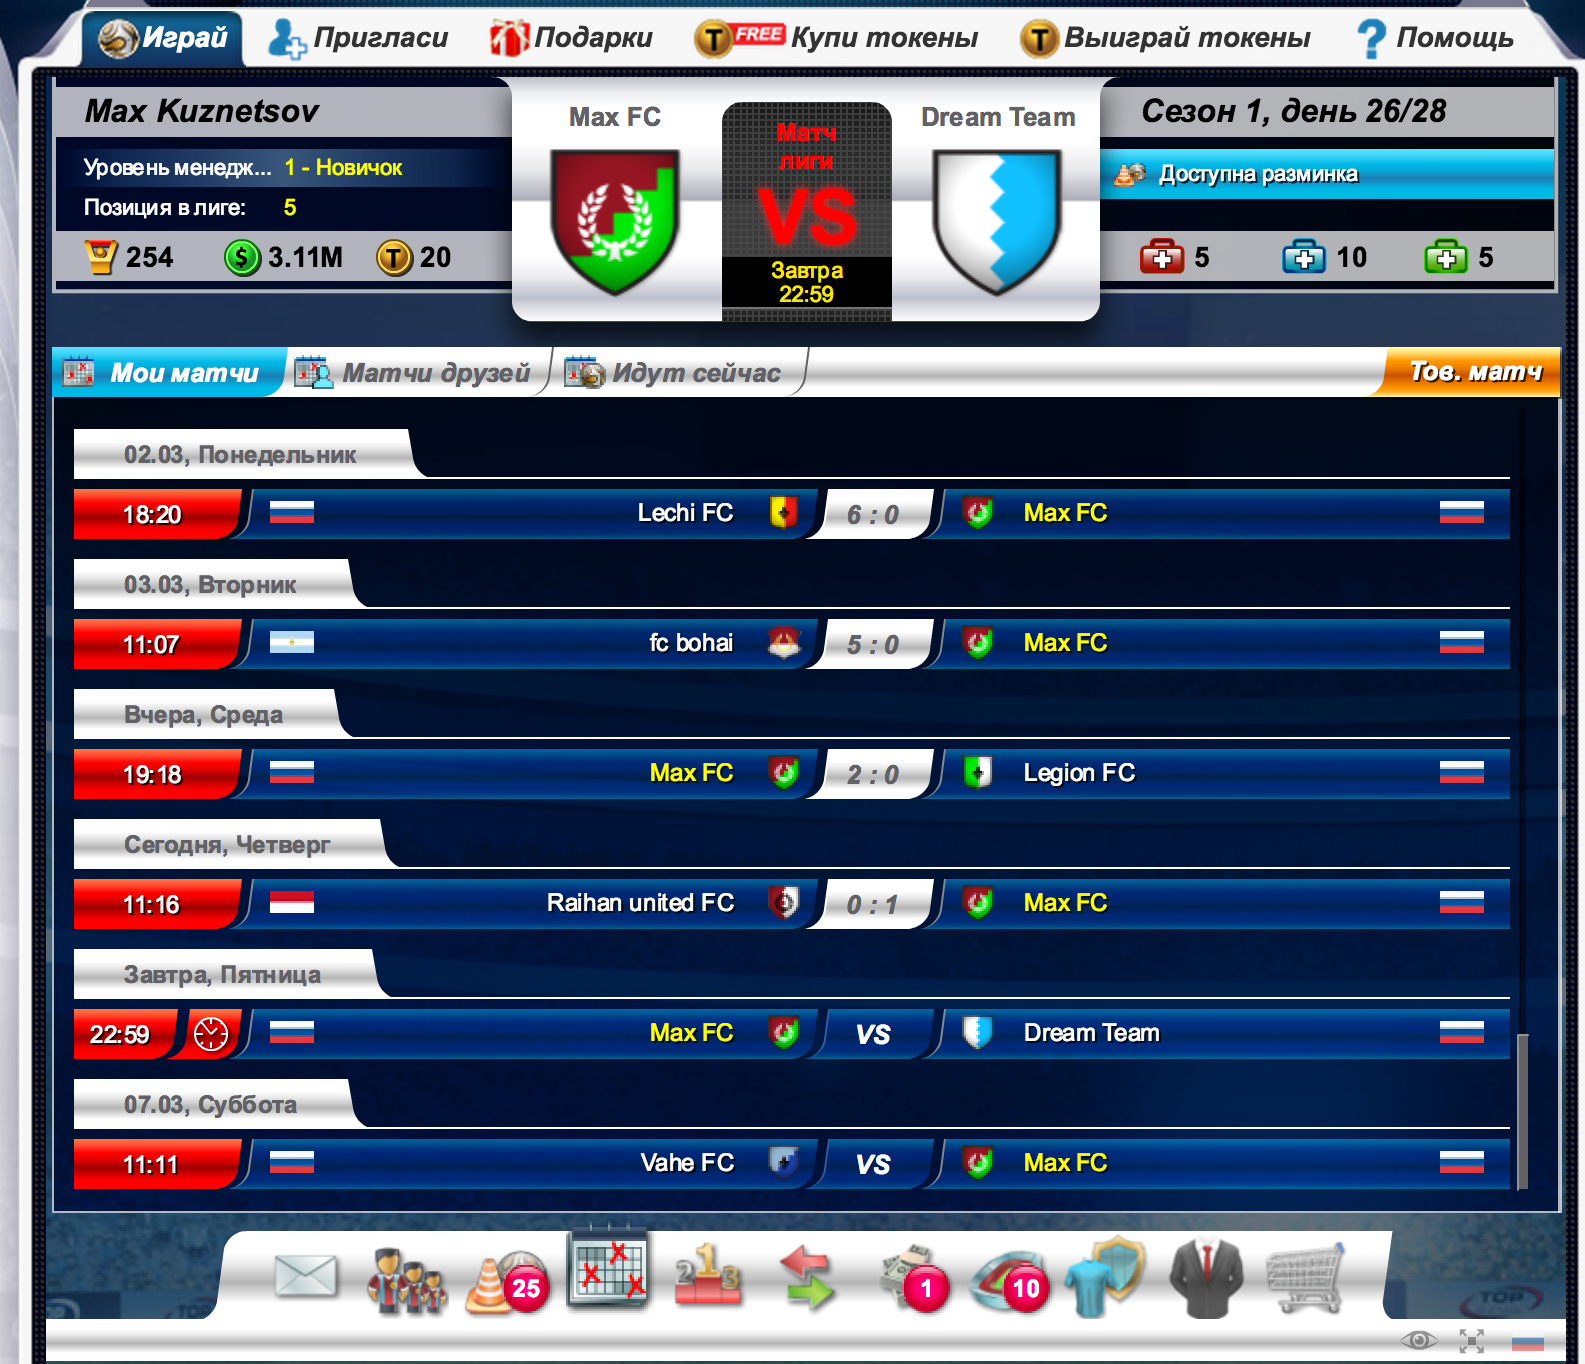 Играй
Пригласи
Подарки
T FREE Купи токены
T Выиграй токены
? Помощь
Max Kuznetsov
Уровень менедж... 1 - Новичок
Позиция в лиге: 5
254 $ 3.11M T 20
Max FC
Матч
лиги
VS
Завтра
22:59
Dream Team
Сезон 1, день 26/28
Доступна разминка
5 10 5
Мои матчи
Матчи друзей
Идут сейчас
Тов. матч
02.03, Понедельник
18:20 Lechi FC 6 : 0 Max FC
03.03, Вторник
11:07 fc bohai 5 : 0 Max FC
Вчера, Среда
19:18 Max FC 2 : 0 Legion FC
Сегодня, Четверг
11:16 Raihan united FC 0 : 1 Max FC
Завтра, Пятница
22:59 Max FC VS Dream Team
07.03, Суббота
11:11 Vahe FC VS Max FC
25 2 1 3 1 10
TOP
TOP